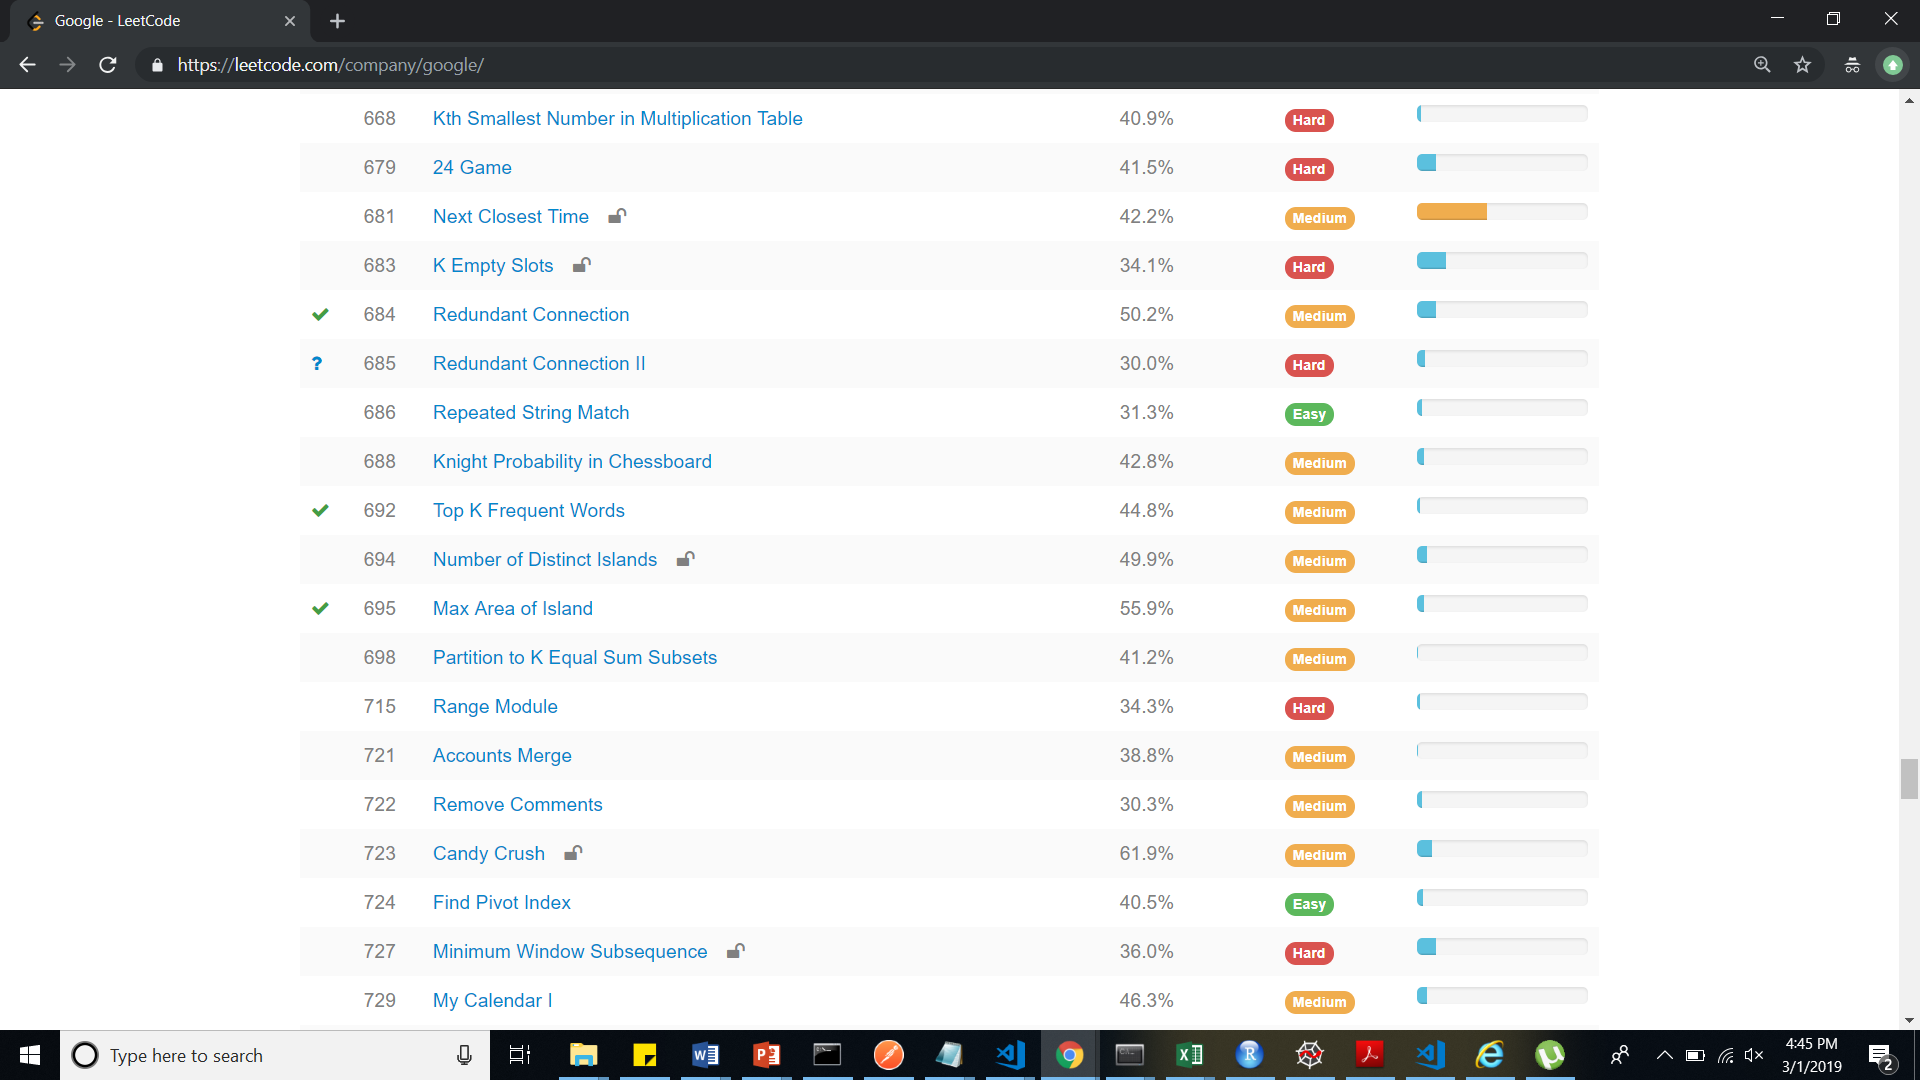 Google - LeetCode
https://leetcode.com/company/google/
668 Kth Smallest Number in Multiplication Table 40.9% Hard
679 24 Game 41.5% Hard
681 Next Closest Time 42.2% Medium
683 K Empty Slots 34.1% Hard
684 Redundant Connection 50.2% Medium
? 685 Redundant Connection II 30.0% Hard
686 Repeated String Match 31.3% Easy
688 Knight Probability in Chessboard 42.8% Medium
692 Top K Frequent Words 44.8% Medium
694 Number of Distinct Islands 49.9% Medium
695 Max Area of Island 55.9% Medium
698 Partition to K Equal Sum Subsets 41.2% Medium
715 Range Module 34.3% Hard
721 Accounts Merge 38.8% Medium
722 Remove Comments 30.3% Medium
723 Candy Crush 61.9% Medium
724 Find Pivot Index 40.5% Easy
727 Minimum Window Subsequence 36.0% Hard
729 My Calendar I 46.3% Medium
Type here to search
4:45 PM
3/1/2019
2